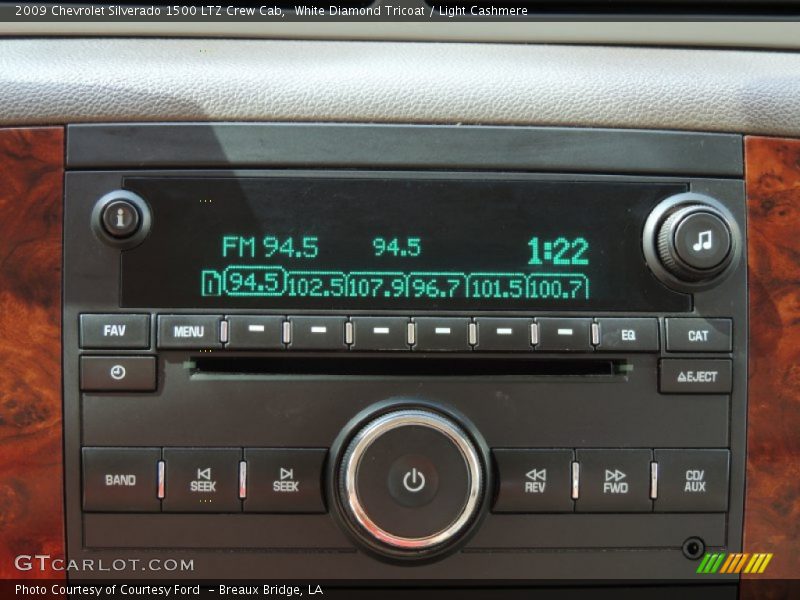 2009 Chevrolet Silverado 1500 LTZ Crew Cab,  White Diamond Tricoat / Light Cashmere
i
FM 94.5 94.5 1:22
1 94.5 102.5 107.9 96.7 101.5 100.7
FAV MENU EQ CAT
EJECT
BAND SEEK SEEK REV FWD CD/
AUX
GTCARLOT.COM
Photo Courtesy of Courtesy Ford  - Breaux Bridge, LA